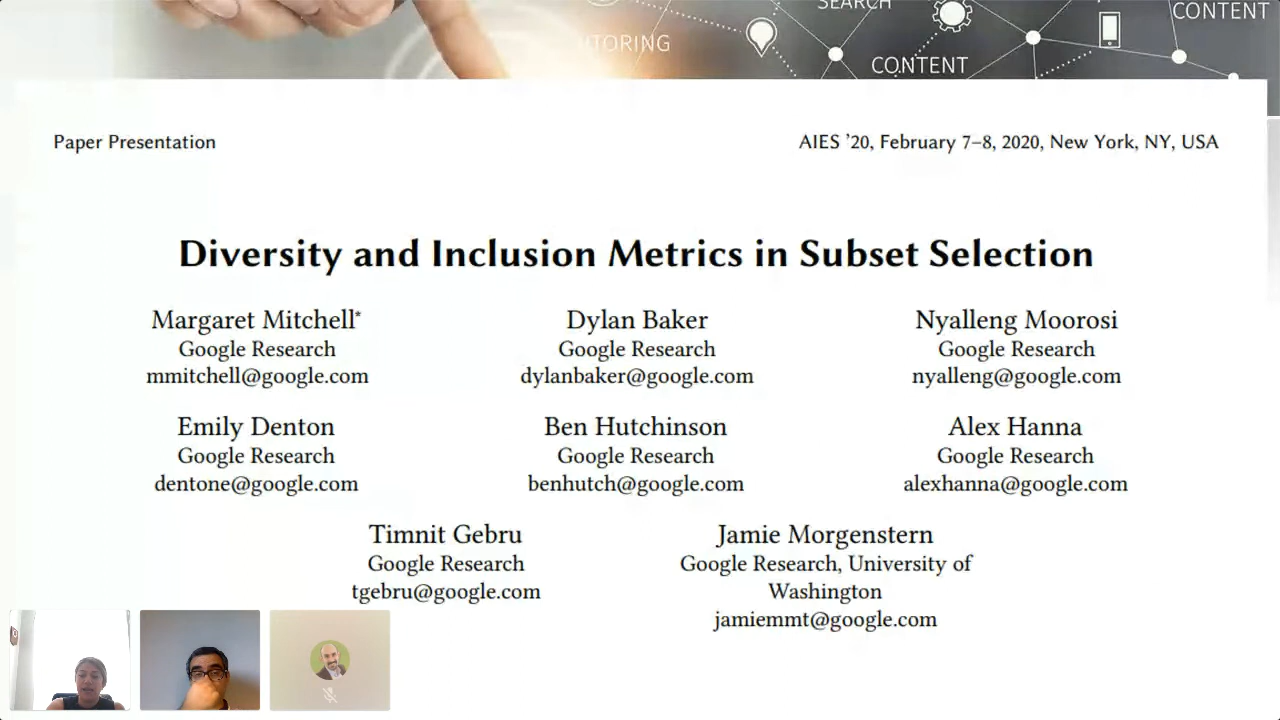 SEARCH
CONTENT
TORING
CONTENT
Paper Presentation
AIES ’20, February 7–8, 2020, New York, NY, USA
Diversity and Inclusion Metrics in Subset Selection
Margaret Mitchell*
Google Research
mmitchell@google.com
Dylan Baker
Google Research
dylanbaker@google.com
Nyalleng Moorosi
Google Research
nyalleng@google.com
Emily Denton
Google Research
dentone@google.com
Ben Hutchinson
Google Research
benhutch@google.com
Alex Hanna
Google Research
alexhanna@google.com
Timnit Gebru
Google Research
tgebru@google.com
Jamie Morgenstern
Google Research, University of
Washington
jamiemmt@google.com